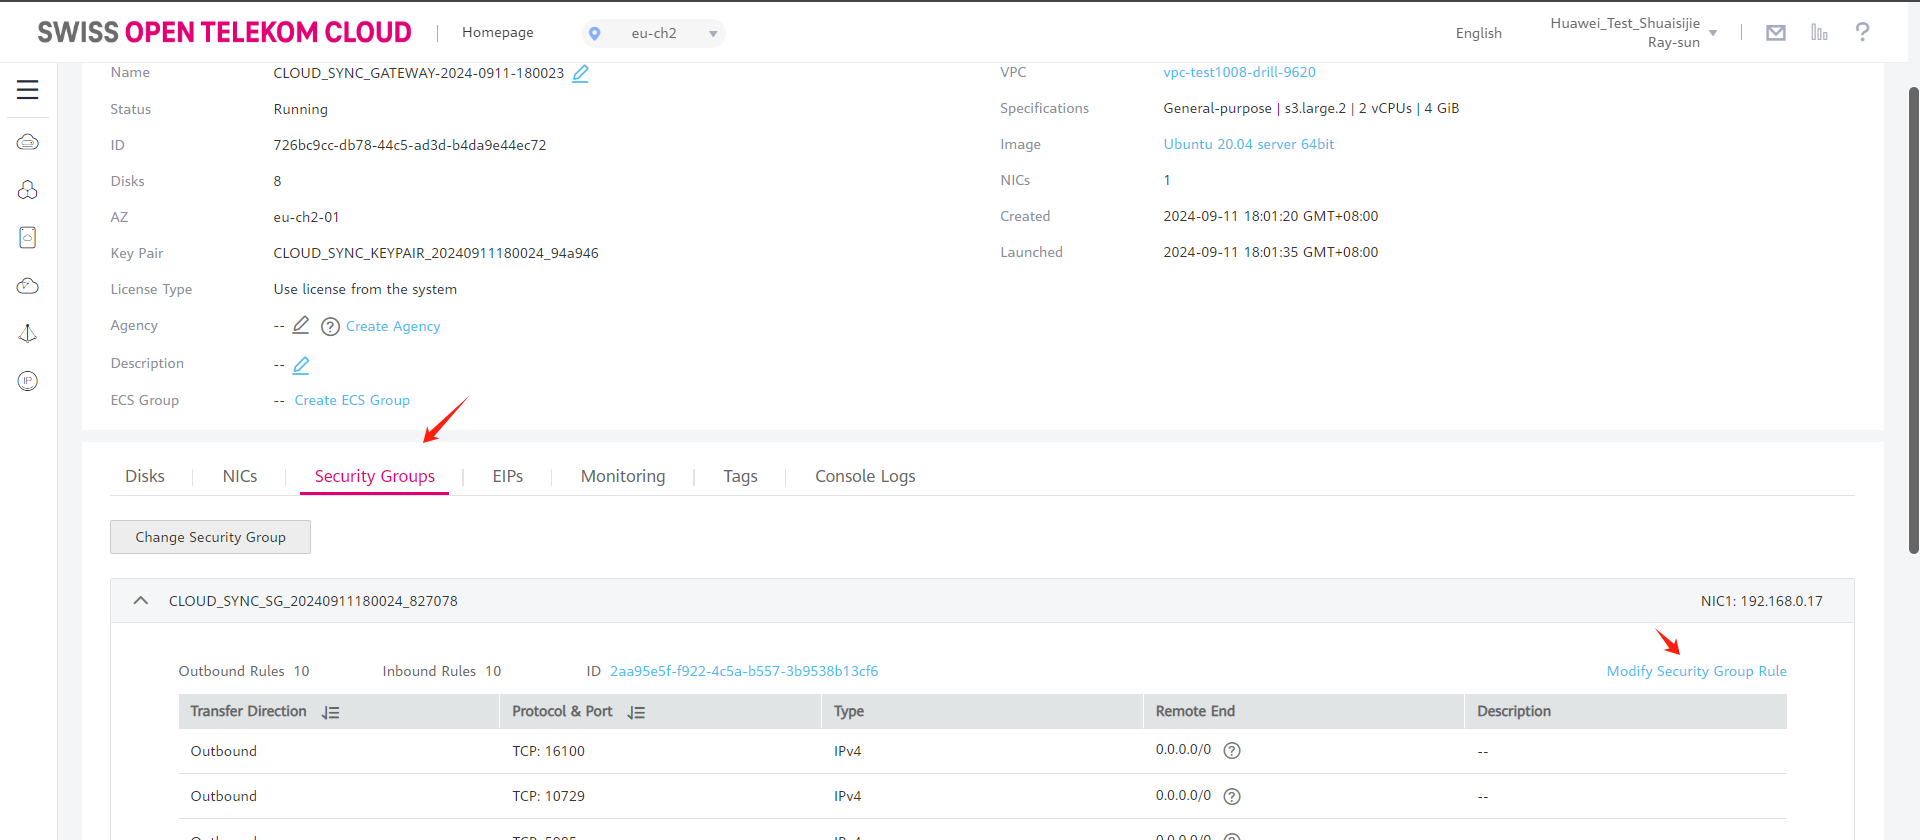 SWISS OPEN TELEKOM CLOUD
Homepage
eu-ch2
English
Huawei_Test_Shuaisijie
Ray-sun
Name CLOUD_SYNC_GATEWAY-2024-0911-180023
VPC vpc-test1008-drill-9620
Status Running
Specifications General-purpose | s3.large.2 | 2 vCPUs | 4 GiB
ID 726bc9cc-db78-44c5-ad3d-b4da9e44ec72
Image Ubuntu 20.04 server 64bit
Disks 8
NICs 1
AZ eu-ch2-01
Created 2024-09-11 18:01:20 GMT+08:00
Key Pair CLOUD_SYNC_KEYPAIR_20240911180024_94a946
Launched 2024-09-11 18:01:35 GMT+08:00
License Type Use license from the system
Agency -- ? Create Agency
Description --
ECS Group -- Create ECS Group
Disks NICs Security Groups EIPs Monitoring Tags Console Logs
Change Security Group
CLOUD_SYNC_SG_20240911180024_827078 NIC1: 192.168.0.17
Outbound Rules 10 Inbound Rules 10 ID 2aa95e5f-f922-4c5a-b557-3b9538b13cf6 Modify Security Group Rule
Transfer Direction Protocol & Port Type Remote End Description
Outbound TCP: 16100 IPv4 0.0.0.0/0 ? --
Outbound TCP: 10729 IPv4 0.0.0.0/0 ? --